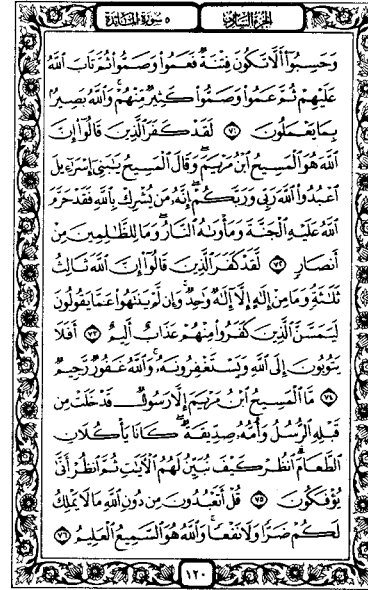 الجزء السادس ٥ سورة المائدة
وَحَسِبُوٓا۟ أَلَّا تَكُونَ فِتْنَةٌ فَعَمُوا۟ وَصَمُّوا۟ ثُمَّ تَابَ ٱللَّهُ
عَلَيْهِمْ ثُمَّ عَمُوا۟ وَصَمُّوا۟ كَثِيرٌ مِّنْهُمْ ۚ وَٱللَّهُ بَصِيرٌۢ
بِمَا يَعْمَلُونَ ٧١ لَقَدْ كَفَرَ ٱلَّذِينَ قَالُوٓا۟ إِنَّ
ٱللَّهَ هُوَ ٱلْمَسِيحُ ٱبْنُ مَرْيَمَ ۖ وَقَالَ ٱلْمَسِيحُ يَـٰبَنِىٓ إِسْرَٰٓءِيلَ
ٱعْبُدُوا۟ ٱللَّهَ رَبِّى وَرَبَّكُمْ ۖ إِنَّهُۥ مَن يُشْرِكْ بِٱللَّهِ فَقَدْ حَرَّمَ
ٱللَّهُ عَلَيْهِ ٱلْجَنَّةَ وَمَأْوَىٰهُ ٱلنَّارُ ۖ وَمَا لِلظَّـٰلِمِينَ مِنْ
أَنصَارٍ ٧٢ لَّقَدْ كَفَرَ ٱلَّذِينَ قَالُوٓا۟ إِنَّ ٱللَّهَ ثَالِثُ
ثَلَـٰثَةٍ ۘ وَمَا مِنْ إِلَـٰهٍ إِلَّآ إِلَـٰهٌ وَٰحِدٌ ۚ وَإِن لَّمْ يَنتَهُوا۟ عَمَّا يَقُولُونَ
لَيَمَسَّنَّ ٱلَّذِينَ كَفَرُوا۟ مِنْهُمْ عَذَابٌ أَلِيمٌ ٧٣ أَفَلَا
يَتُوبُونَ إِلَى ٱللَّهِ وَيَسْتَغْفِرُونَهُۥ ۚ وَٱللَّهُ غَفُورٌ رَّحِيمٌ
٧٤ مَّا ٱلْمَسِيحُ ٱبْنُ مَرْيَمَ إِلَّا رَسُولٌ قَدْ خَلَتْ مِن
قَبْلِهِ ٱلرُّسُلُ وَأُمُّهُۥ صِدِّيقَةٌ ۖ كَانَا يَأْكُلَانِ
ٱلطَّعَامَ ۗ ٱنظُرْ كَيْفَ نُبَيِّنُ لَهُمُ ٱلْـَٔايَـٰتِ ثُمَّ ٱنظُرْ أَنَّىٰ
يُؤْفَكُونَ ٧٥ قُلْ أَتَعْبُدُونَ مِن دُونِ ٱللَّهِ مَا لَا يَمْلِكُ
لَكُمْ ضَرًّا وَلَا نَفْعًا ۚ وَٱللَّهُ هُوَ ٱلسَّمِيعُ ٱلْعَلِيمُ ٧٦
١٢٠